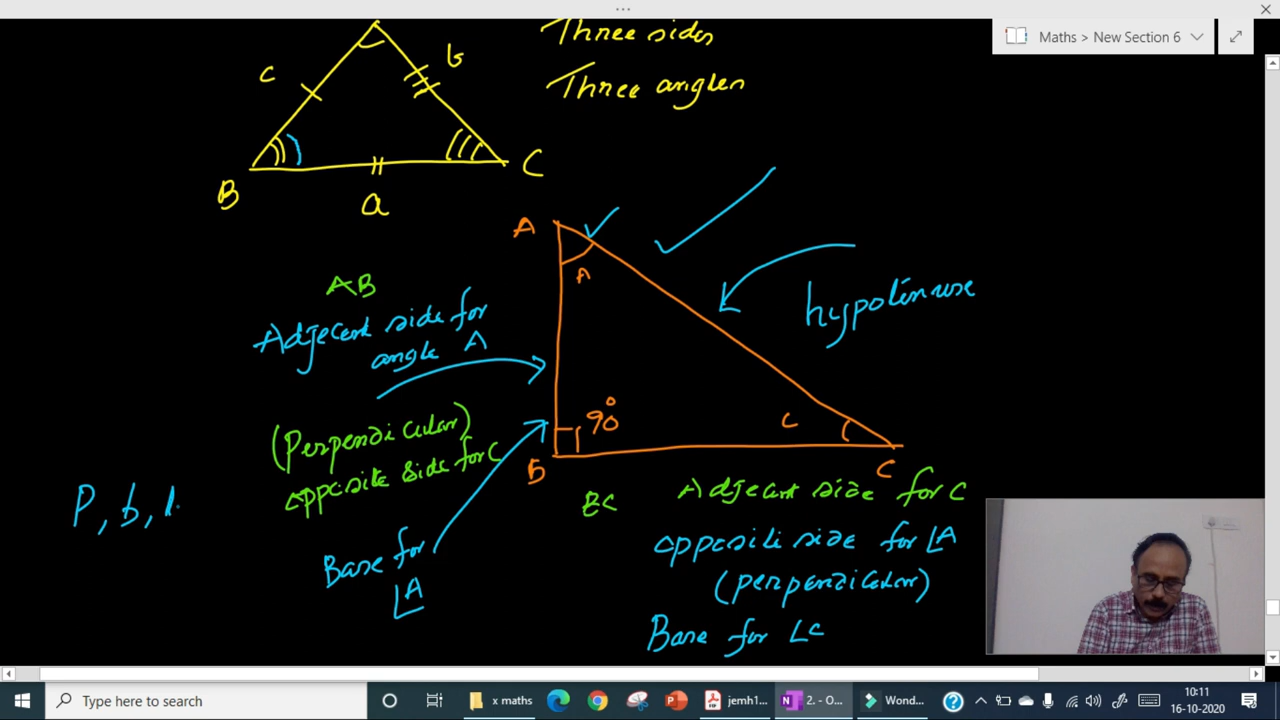 Maths > New Section 6
Three sides
Three angles
c
b
B
a
C
A
A
AB
Adjecent side for
angle A
hypotenuse
90°
C
(Perpendicular)
opposite side for C
B
C
P, b,
Base for
∟A
BC
Adjecent side for C
opposite side for ∟A
(perpendicular)
Base for ∟C
Type here to search
x maths
jemh1...
2. - O...
Wond...
10:11
16-10-2020